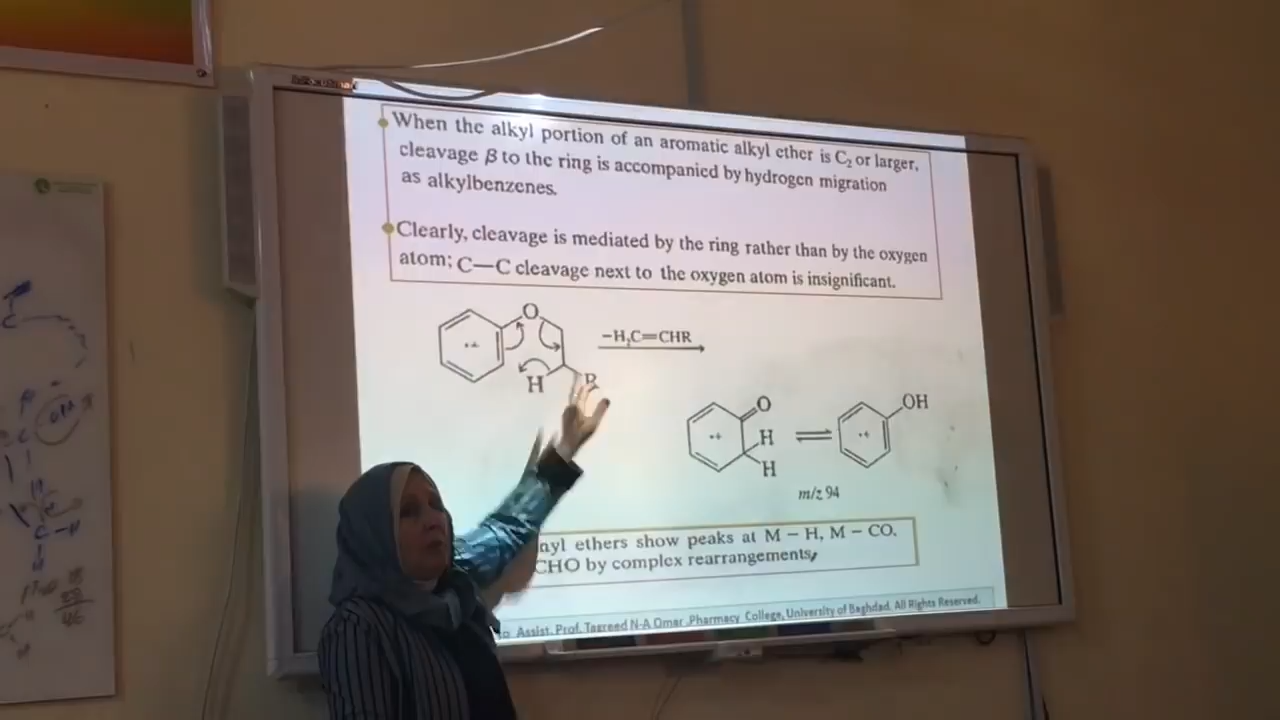 When the alkyl portion of an aromatic alkyl ether is C₂ or larger,
cleavage β to the ring is accompanied by hydrogen migration
as alkylbenzenes.
Clearly, cleavage is mediated by the ring rather than by the oxygen
atom; C—C cleavage next to the oxygen atom is insignificant.
O
H
R
−H₂C=CHR
O
H
H
OH
m/z 94
nyl ethers show peaks at M − H, M − CO,
CHO by complex rearrangements,
Assist. Prof. Tagreed N-A Omar ,Pharmacy College, University of Baghdad. All Rights Reserved.